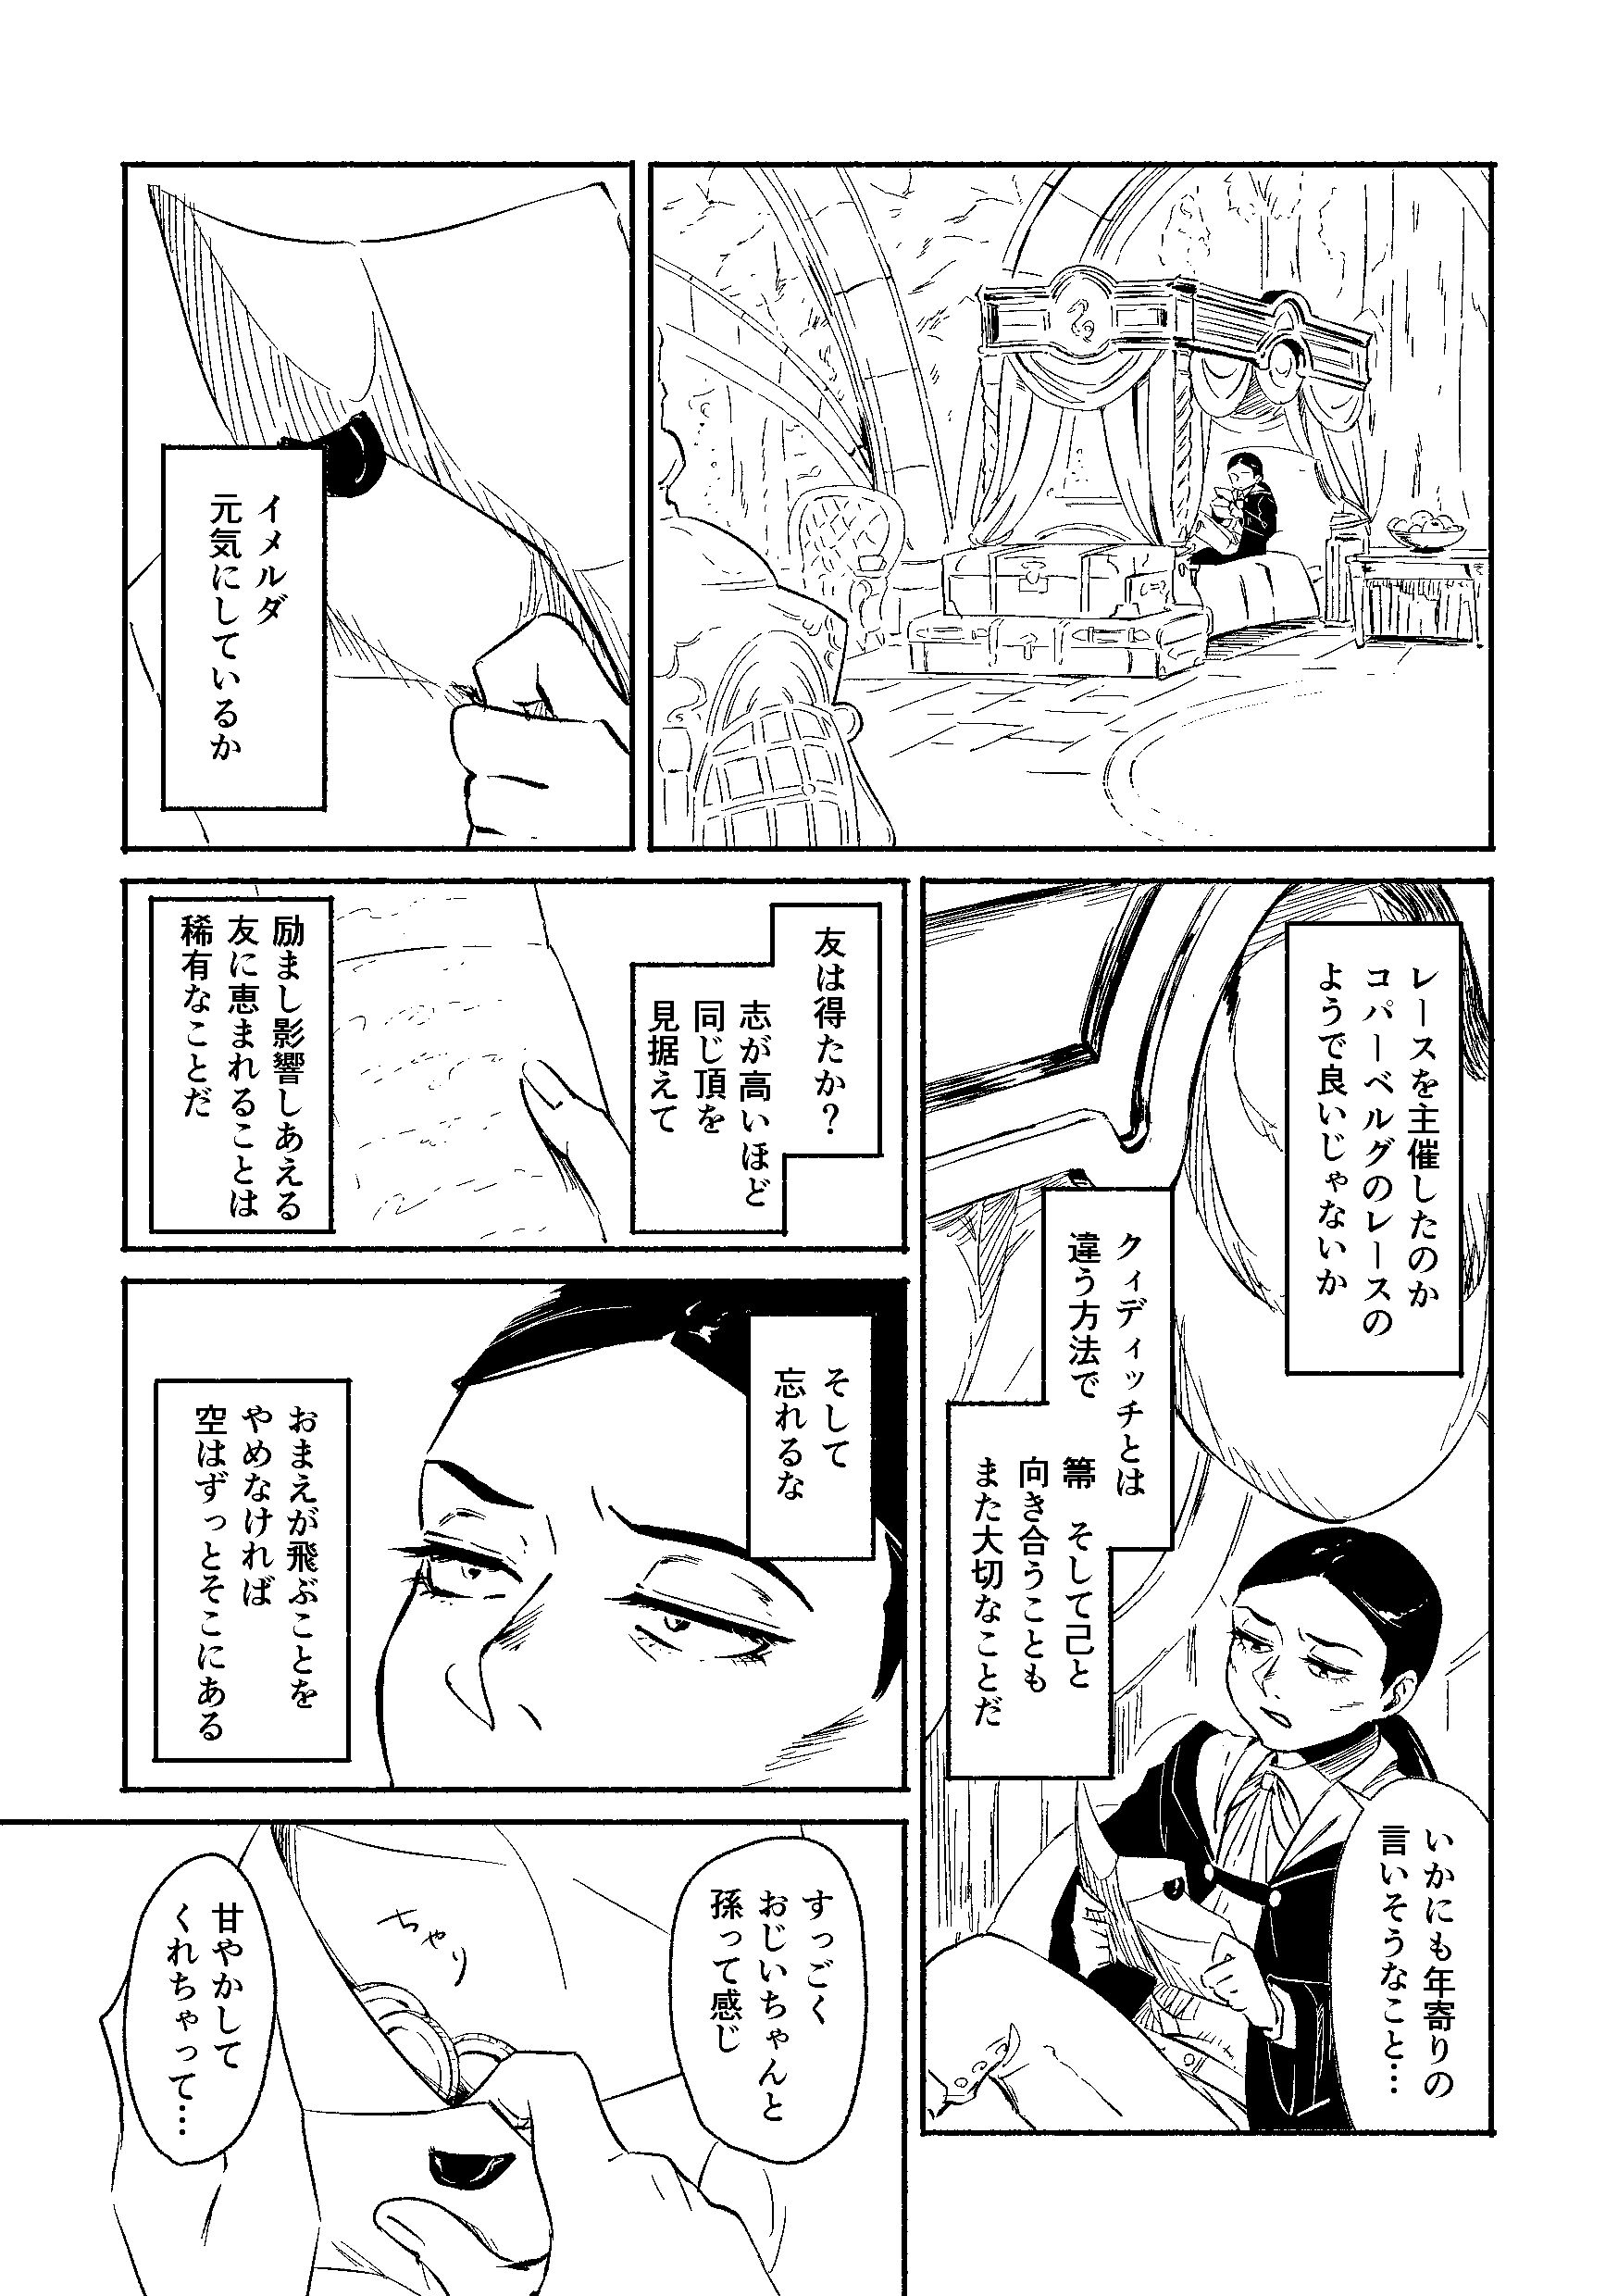 イメルダ
元気にしているか
レースを主催したのか
コパーベルグのレースの
ようで良いじゃないか
クィディッチとは
違う方法で
箒　そして己と
向き合うことも
また大切なことだ
いかにも年寄りの
言いそうなこと…
友は得たか？
志が高いほど
同じ頂を
見据えて
励まし影響しあえる
友に恵まれることは
稀有なことだ
そして
忘れるな
おまえが飛ぶことを
やめなければ
空はずっとそこにある
すっごく
おじいちゃんと
孫って感じ
ちゃり
甘やかして
くれちゃって…